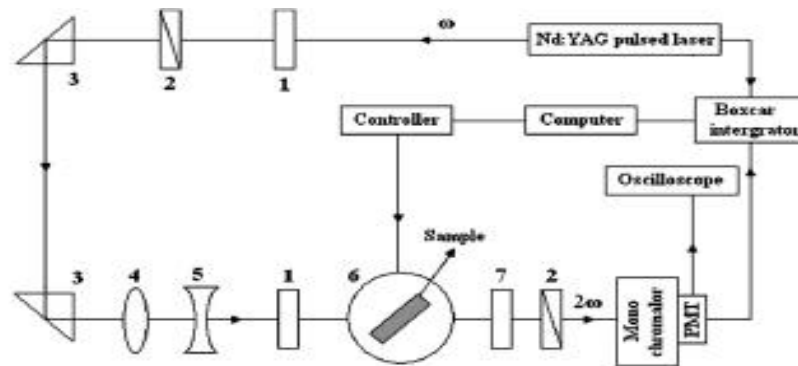 ω
Nd:YAG pulsed laser
3
2
1
Controller
Computer
Boxcar
intergrator
Oscilloscope
Sample
3
4
5
1
6
7
2
2ω
Mono
chromalor
PMT